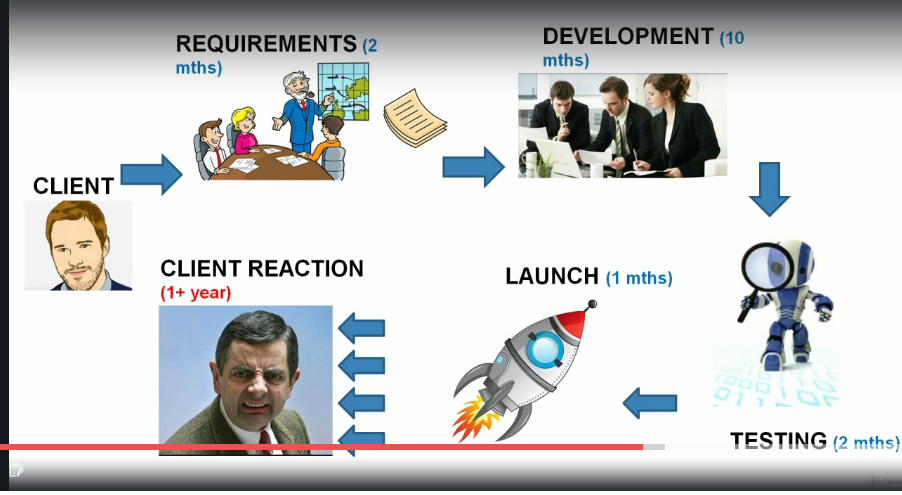 REQUIREMENTS (2
mths)
DEVELOPMENT (10
mths)
CLIENT
CLIENT REACTION
(1+ year)
LAUNCH (1 mths)
TESTING (2 mths)